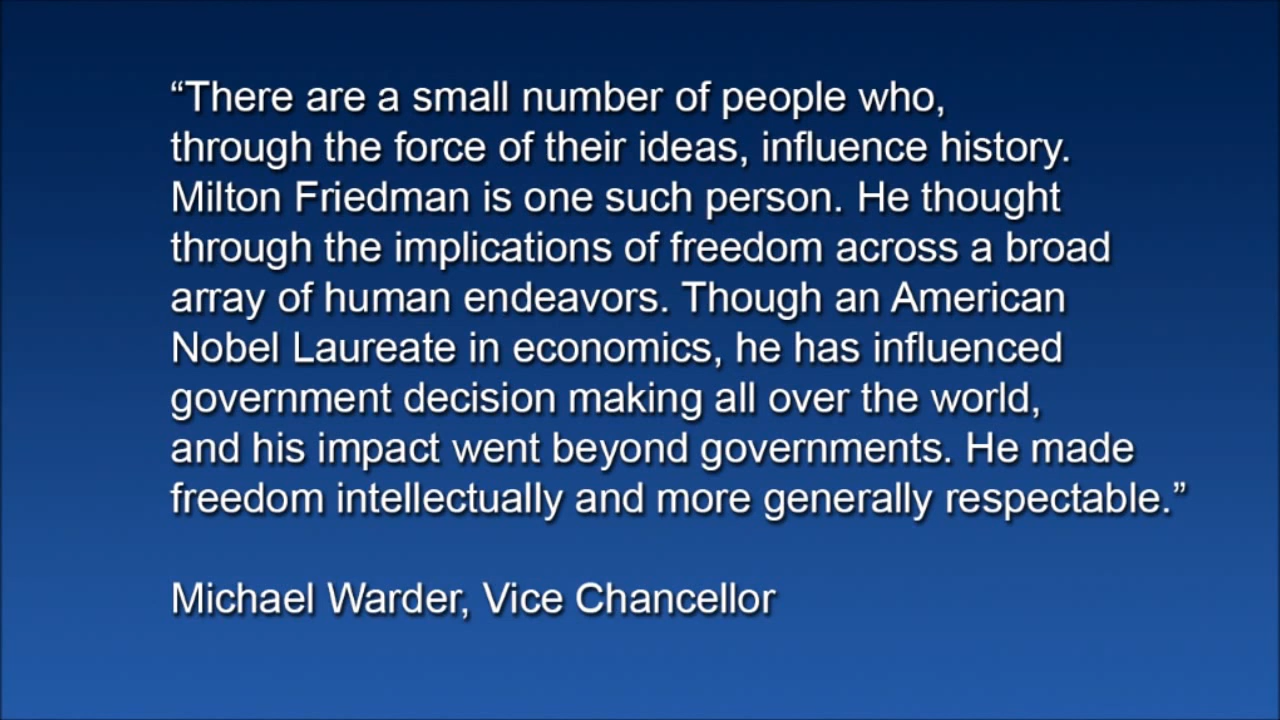 “There are a small number of people who,
through the force of their ideas, influence history.
Milton Friedman is one such person. He thought
through the implications of freedom across a broad
array of human endeavors. Though an American
Nobel Laureate in economics, he has influenced
government decision making all over the world,
and his impact went beyond governments. He made
freedom intellectually and more generally respectable.”
Michael Warder, Vice Chancellor